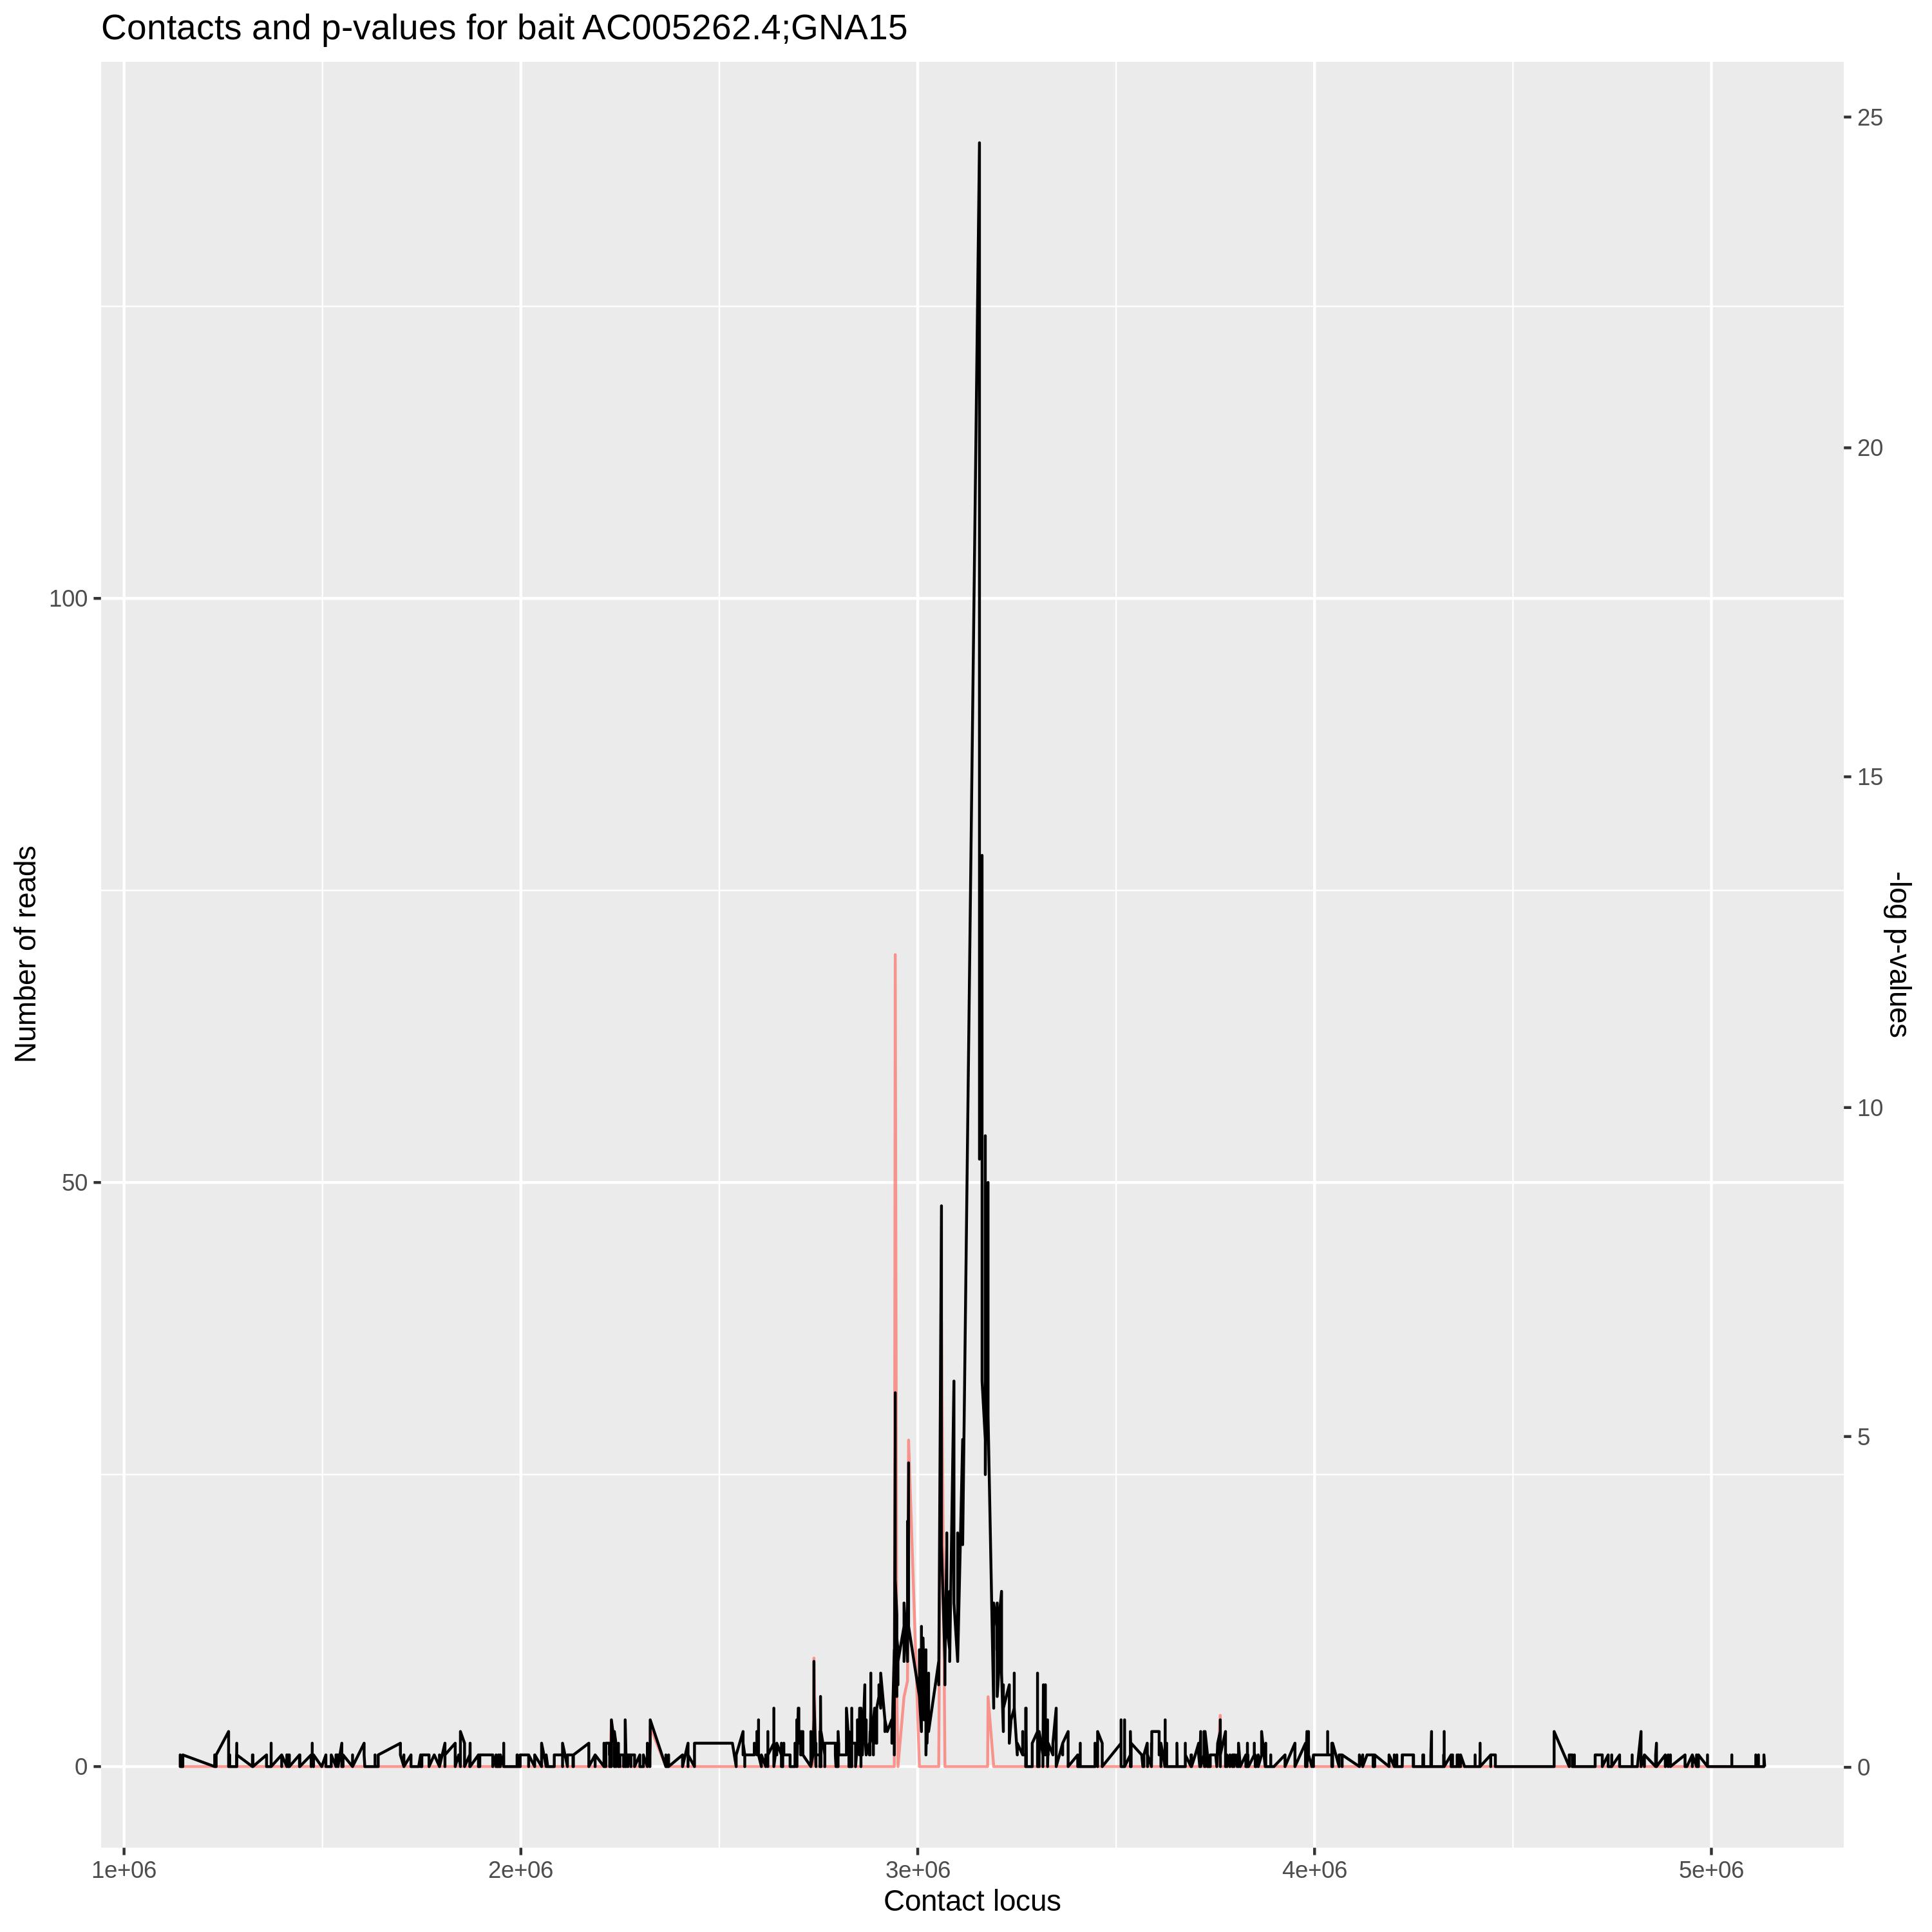 Contacts and p-values for bait AC005262.4;GNA15
Number of reads
100
50
0
25
20
15
10
5
0
-log p-values
1e+06
2e+06
3e+06
4e+06
5e+06
Contact locus